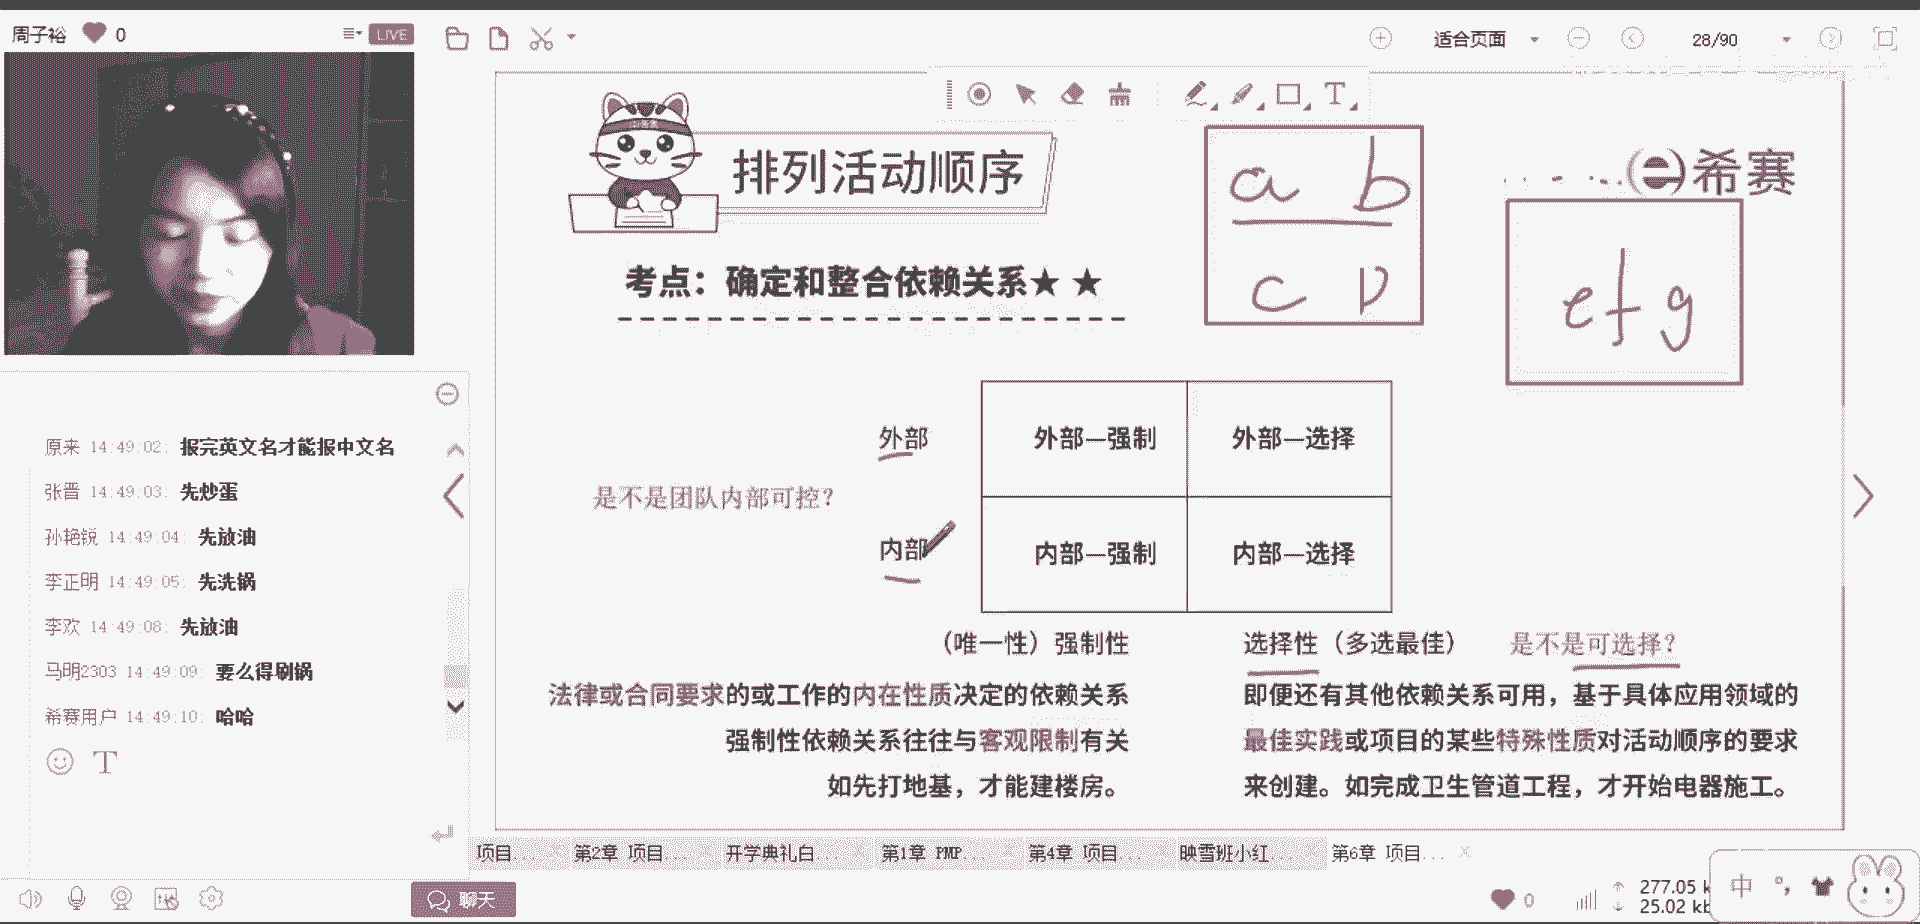 周子裕 0 LIVE
适合页面 28/90
排列活动顺序
a b
c D
希赛
e f g
考点：确定和整合依赖关系★ ★
外部
外部—强制 外部—选择
是不是团队内部可控？
内部
内部—强制 内部—选择
（唯一性）强制性
选择性（多选最佳） 是不是可选择？
法律或合同要求的或工作的内在性质决定的依赖关系
强制性依赖关系往往与客观限制有关
如先打地基，才能建楼房。
即便还有其他依赖关系可用，基于具体应用领域的
最佳实践或项目的某些特殊性质对活动顺序的要求
来创建。如完成卫生管道工程，才开始电器施工。
原来 14:49:02: 报完英文名才能报中文名
张晋 14:49:03: 先炒蛋
孙艳锐 14:49:04: 先放油
李正明 14:49:05: 先洗锅
李欢 14:49:08: 先放油
马明2303 14:49:09: 要么得刷锅
希赛用户 14:49:10: 哈哈
T
项目... 第2章 项目... 开学典礼白... 第1章 PMP... 第4章 项目... 映雪班小红... 第6章 项目...
聊天
0
277.05 k
25.02 kb
中